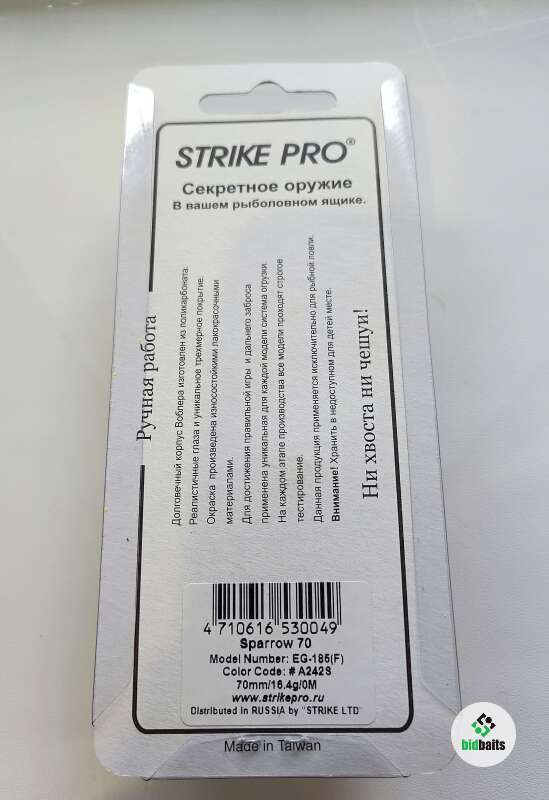 STRIKE PRO®
Секретное оружие
В вашем рыболовном ящике.
Ручная работа
Долговечный корпус Воблера изготовлен из поликарбоната.
Реалистичные глаза и уникальное трехмерное покрытие.
Окраска произведена износостойкими лакокрасочными
материалами.
Для достижения правильной игры и дальнего заброса
применена уникальная для каждой модели система огрузки.
На каждом этапе производства все модели проходят строгое
тестирование.
Данная продукция применяется исключительно для рыбной ловли.
Внимание! Хранить в недоступном для детей месте.
Ни хвоста ни чешуи!
4 710616 530049
Sparrow 70
Model Number: EG-185(F)
Color Code: # A242S
70mm/16.4g/0M
www.strikepro.ru
Distributed in RUSSIA by "STRIKE LTD"
Made in Taiwan
bidbaits